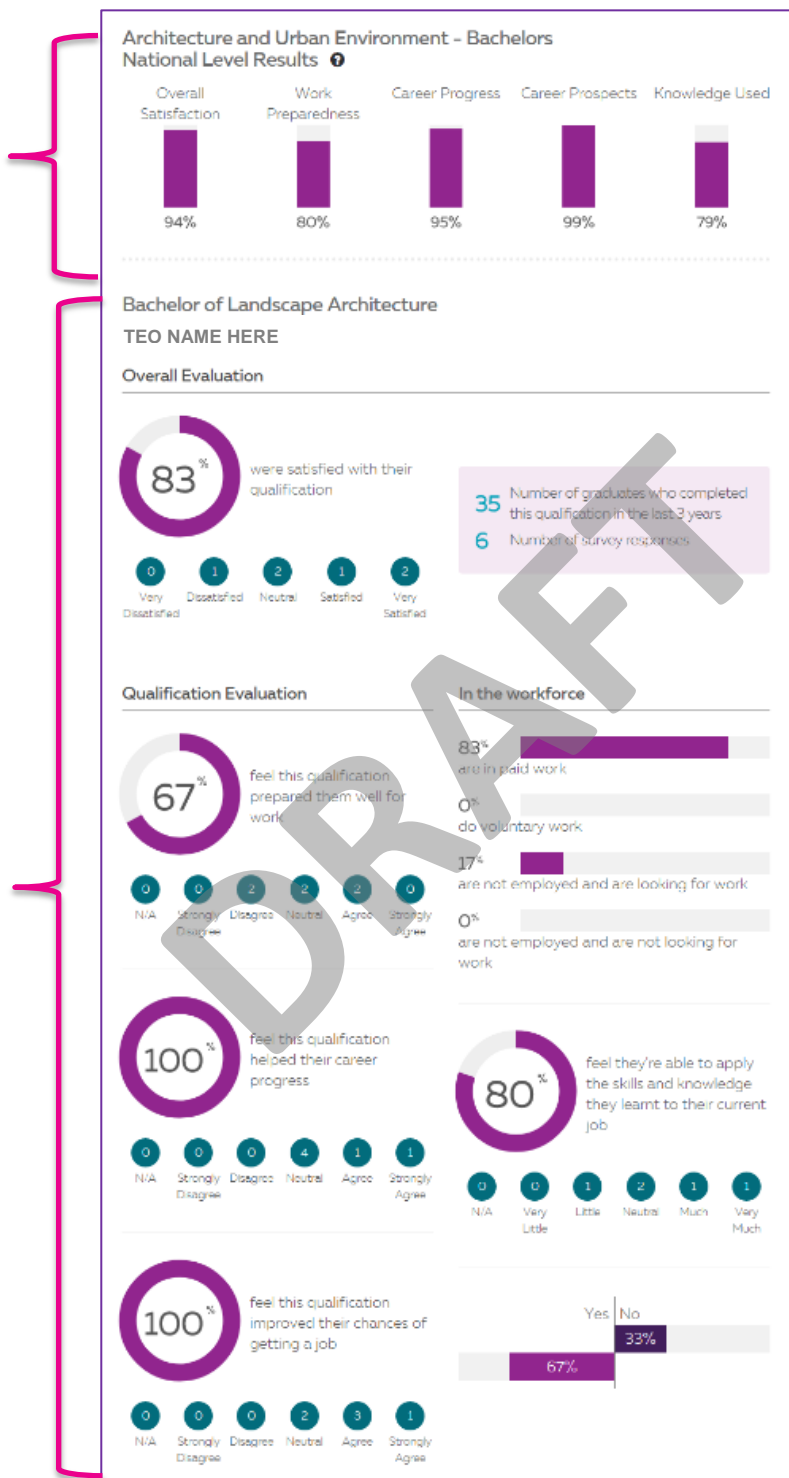 Architecture and Urban Environment - Bachelors
National Level Results ?
Overall Satisfaction
Work Preparedness
Career Progress
Career Prospects
Knowledge Used
94%
80%
95%
99%
79%
Bachelor of Landscape Architecture
TEO NAME HERE
Overall Evaluation
83%
were satisfied with their
qualification
0
1
2
1
2
Very
Dissatisfied
Dissatisfied
Neutral
Satisfied
Very
Satisfied
35
Number of graduates who completed
this qualification in the last 3 years
6
Number of survey responses
Qualification Evaluation
67%
feel this qualification
prepared them well for
work
0
0
2
2
2
0
N/A
Strongly
Disagree
Disagree
Neutral
Agree
Strongly
Agree
100%
feel this qualification
helped their career
progress
0
0
0
4
1
1
N/A
Strongly
Disagree
Disagree
Neutral
Agree
Strongly
Agree
100%
feel this qualification
improved their chances of
getting a job
0
0
0
2
3
1
N/A
Strongly
Disagree
Disagree
Neutral
Agree
Strongly
Agree
In the workforce
83%
are in paid work
0%
do voluntary work
17%
are not employed and are looking for work
0%
are not employed and are not looking for
work
80%
feel they're able to apply
the skills and knowledge
they learnt to their current
job
0
0
1
2
1
1
N/A
Very
Little
Little
Neutral
Much
Very
Much
Yes No
33%
67%
DRAFT